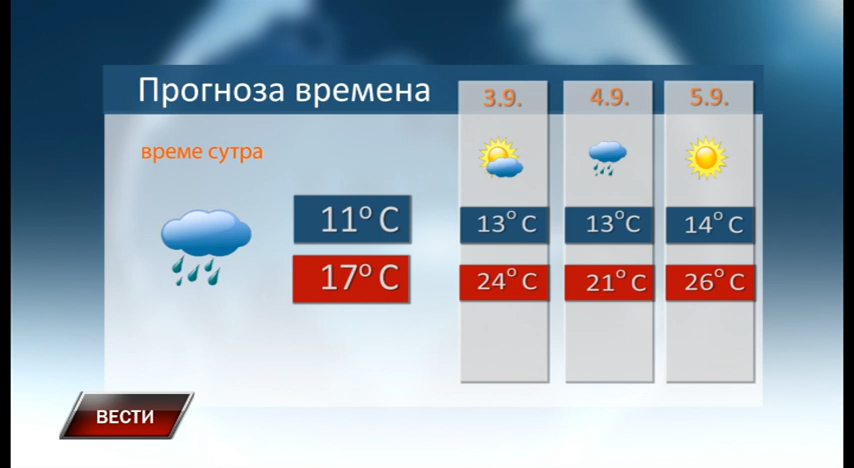 Прогноза времена
време сутра
11° C
17° C
3.9.
13° C
24° C
4.9.
13°C
21° C
5.9.
14° C
26° C
ВЕСТИ